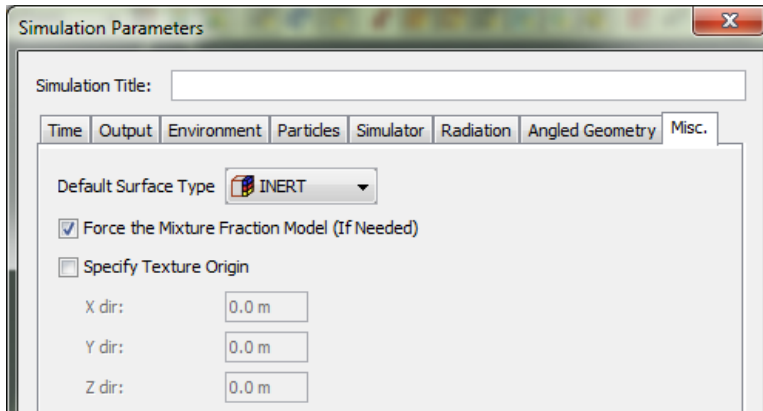 Simulation Parameters
x
Simulation Title:
Time Output Environment Particles Simulator Radiation Angled Geometry Misc.
Default Surface Type INERT
Force the Mixture Fraction Model (If Needed)
Specify Texture Origin
X dir: 0.0 m
Y dir: 0.0 m
Z dir: 0.0 m